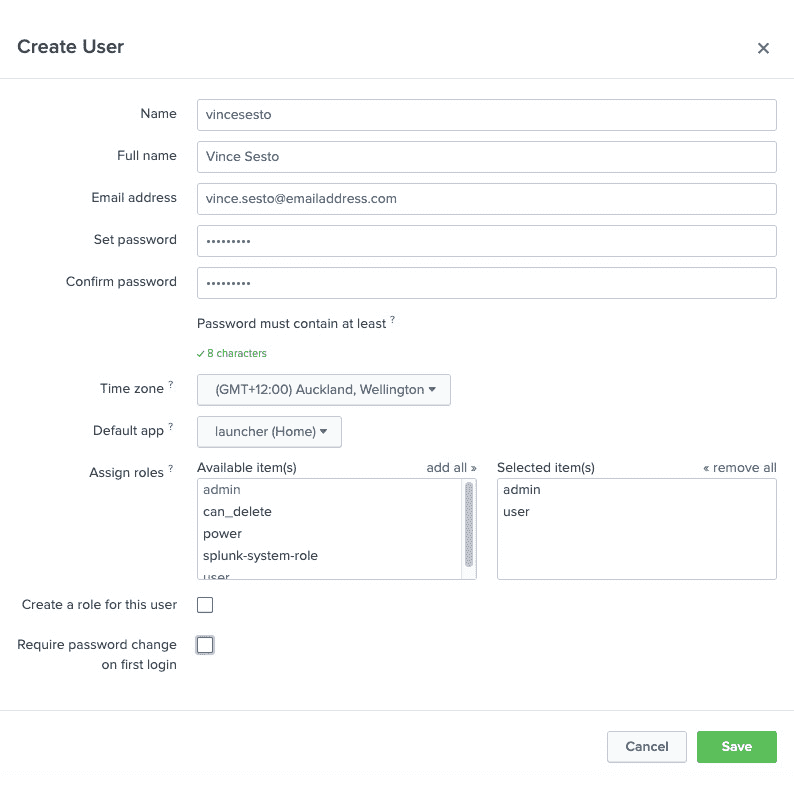 Create User
×
Name
vincesesto
Full name
Vince Sesto
Email address
vince.sesto@emailaddress.com
Set password
•••••••••
Confirm password
•••••••••
Password must contain at least ?
✓ 8 characters
Time zone ?
(GMT+12:00) Auckland, Wellington ▾
Default app ?
launcher (Home) ▾
Assign roles ?
Available item(s) add all »
admin
can_delete
power
splunk-system-role
user
Selected item(s) « remove all
admin
user
Create a role for this user
Require password change
on first login
Cancel
Save